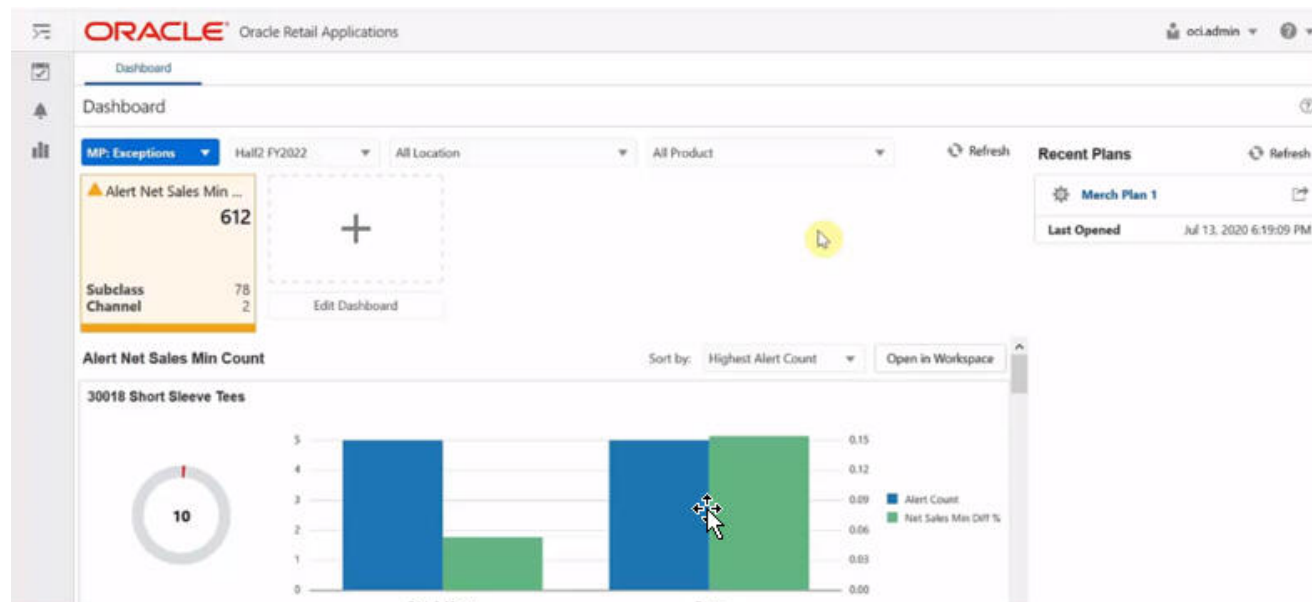 ORACLE® Oracle Retail Applications
oci.admin
Dashboard
Dashboard
MP: Exceptions
Half2 FY2022
All Location
All Product
Refresh
Recent Plans
Refresh
Alert Net Sales Min ...
612
Subclass 78
Channel 2
Edit Dashboard
Merch Plan 1
Last Opened Jul 13, 2020 6:19:09 PM
Alert Net Sales Min Count
Sort by: Highest Alert Count
Open in Workspace
30018 Short Sleeve Tees
10
5
4
3
2
1
0
0.15
0.12
0.09
0.06
0.03
0.00
Alert Count
Net Sales Min Diff %